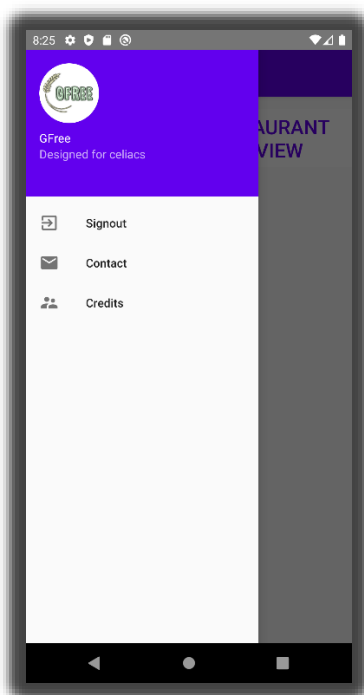 8:25
GFREE
GFree
Designed for celiacs
AURANT
VIEW
Signout
Contact
Credits